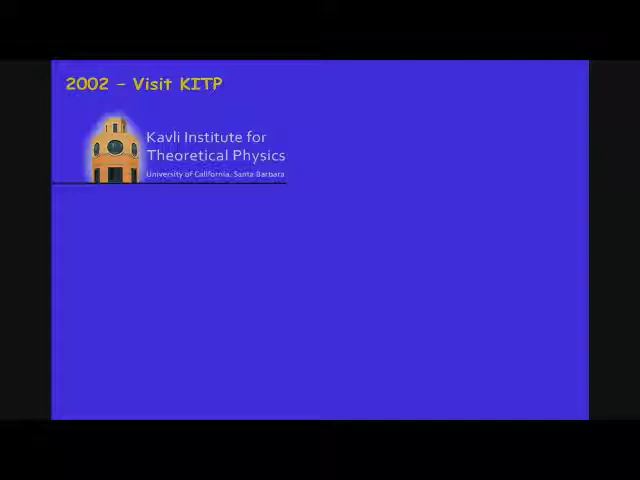 2002 – Visit KITP
Kavli Institute for
Theoretical Physics
University of California, Santa Barbara